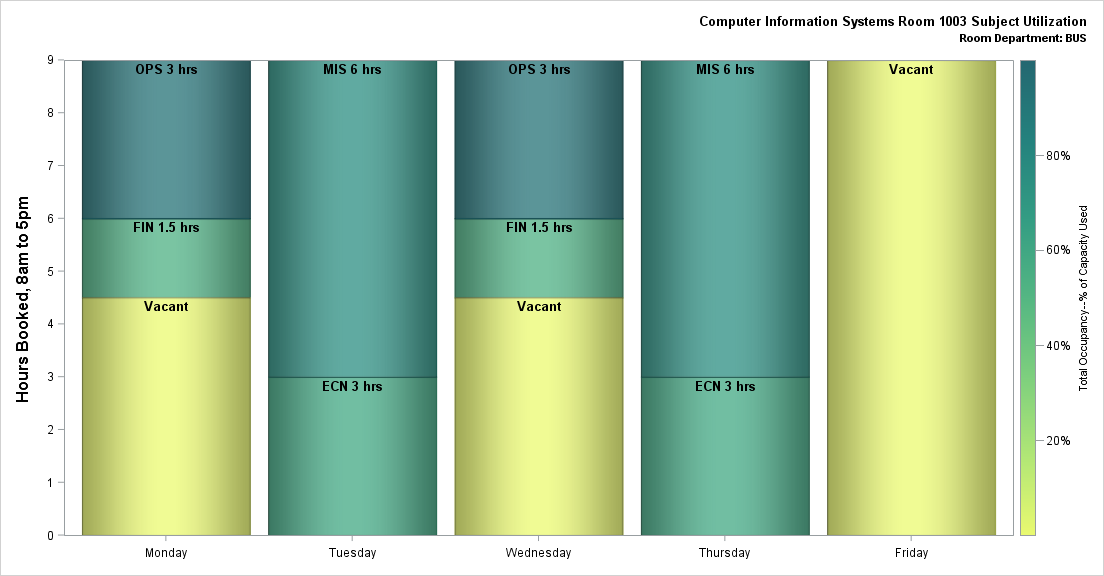 Computer Information Systems Room 1003 Subject Utilization
Room Department: BUS
Hours Booked, 8am to 5pm
9
8
7
6
5
4
3
2
1
0
OPS 3 hrs
FIN 1.5 hrs
Vacant
MIS 6 hrs
ECN 3 hrs
OPS 3 hrs
FIN 1.5 hrs
Vacant
MIS 6 hrs
ECN 3 hrs
Vacant
Monday
Tuesday
Wednesday
Thursday
Friday
80%
60%
40%
20%
Total Occupancy--% of Capacity Used